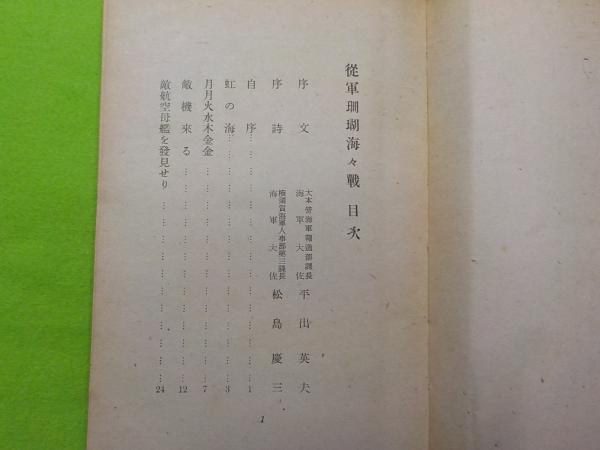 從軍珊瑚海々戰 目次
序文 大本營海軍報道部課長 海軍大佐 平出英夫
序詩 橫須賀海軍人事部第三課長 海軍大佐 松島慶三
自序……………………1
虹の海……………………3
月月火水木金金……………………7
敵機來る……………………12
敵航空母艦を發見せり……………………24
1